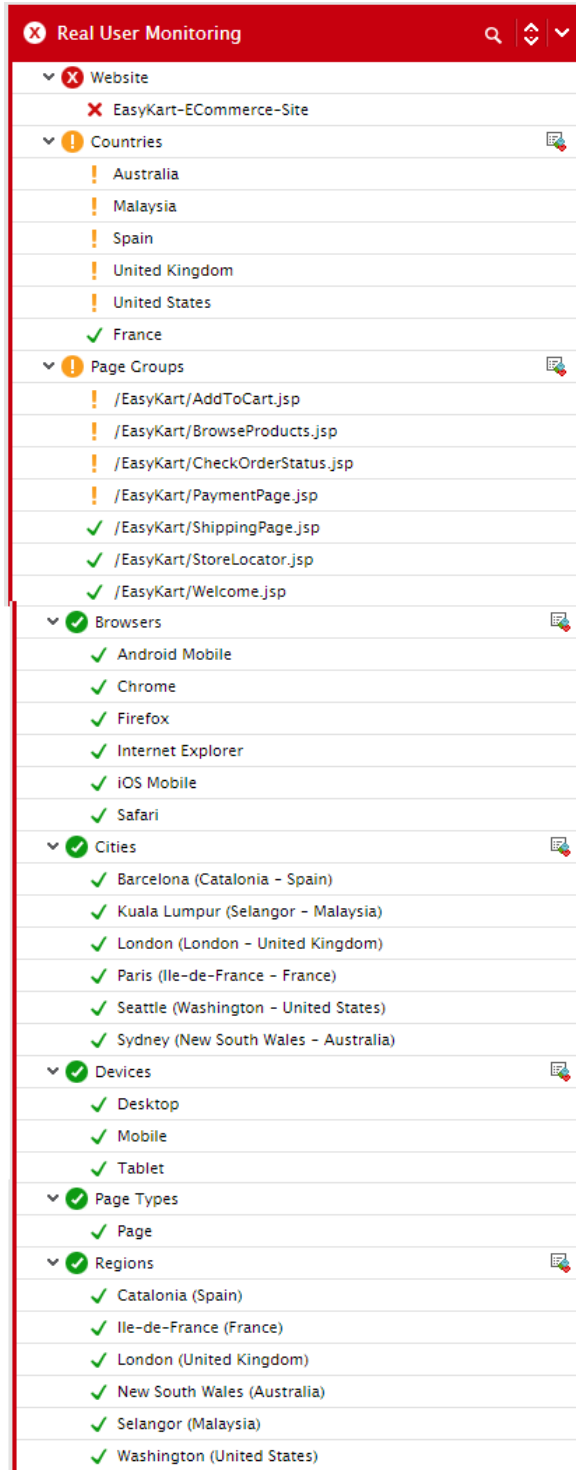 Real User Monitoring
Website
EasyKart-ECommerce-Site
Countries
Australia
Malaysia
Spain
United Kingdom
United States
France
Page Groups
/EasyKart/AddToCart.jsp
/EasyKart/BrowseProducts.jsp
/EasyKart/CheckOrderStatus.jsp
/EasyKart/PaymentPage.jsp
/EasyKart/ShippingPage.jsp
/EasyKart/StoreLocator.jsp
/EasyKart/Welcome.jsp
Browsers
Android Mobile
Chrome
Firefox
Internet Explorer
iOS Mobile
Safari
Cities
Barcelona (Catalonia - Spain)
Kuala Lumpur (Selangor - Malaysia)
London (London - United Kingdom)
Paris (Ile-de-France - France)
Seattle (Washington - United States)
Sydney (New South Wales - Australia)
Devices
Desktop
Mobile
Tablet
Page Types
Page
Regions
Catalonia (Spain)
Ile-de-France (France)
London (United Kingdom)
New South Wales (Australia)
Selangor (Malaysia)
Washington (United States)